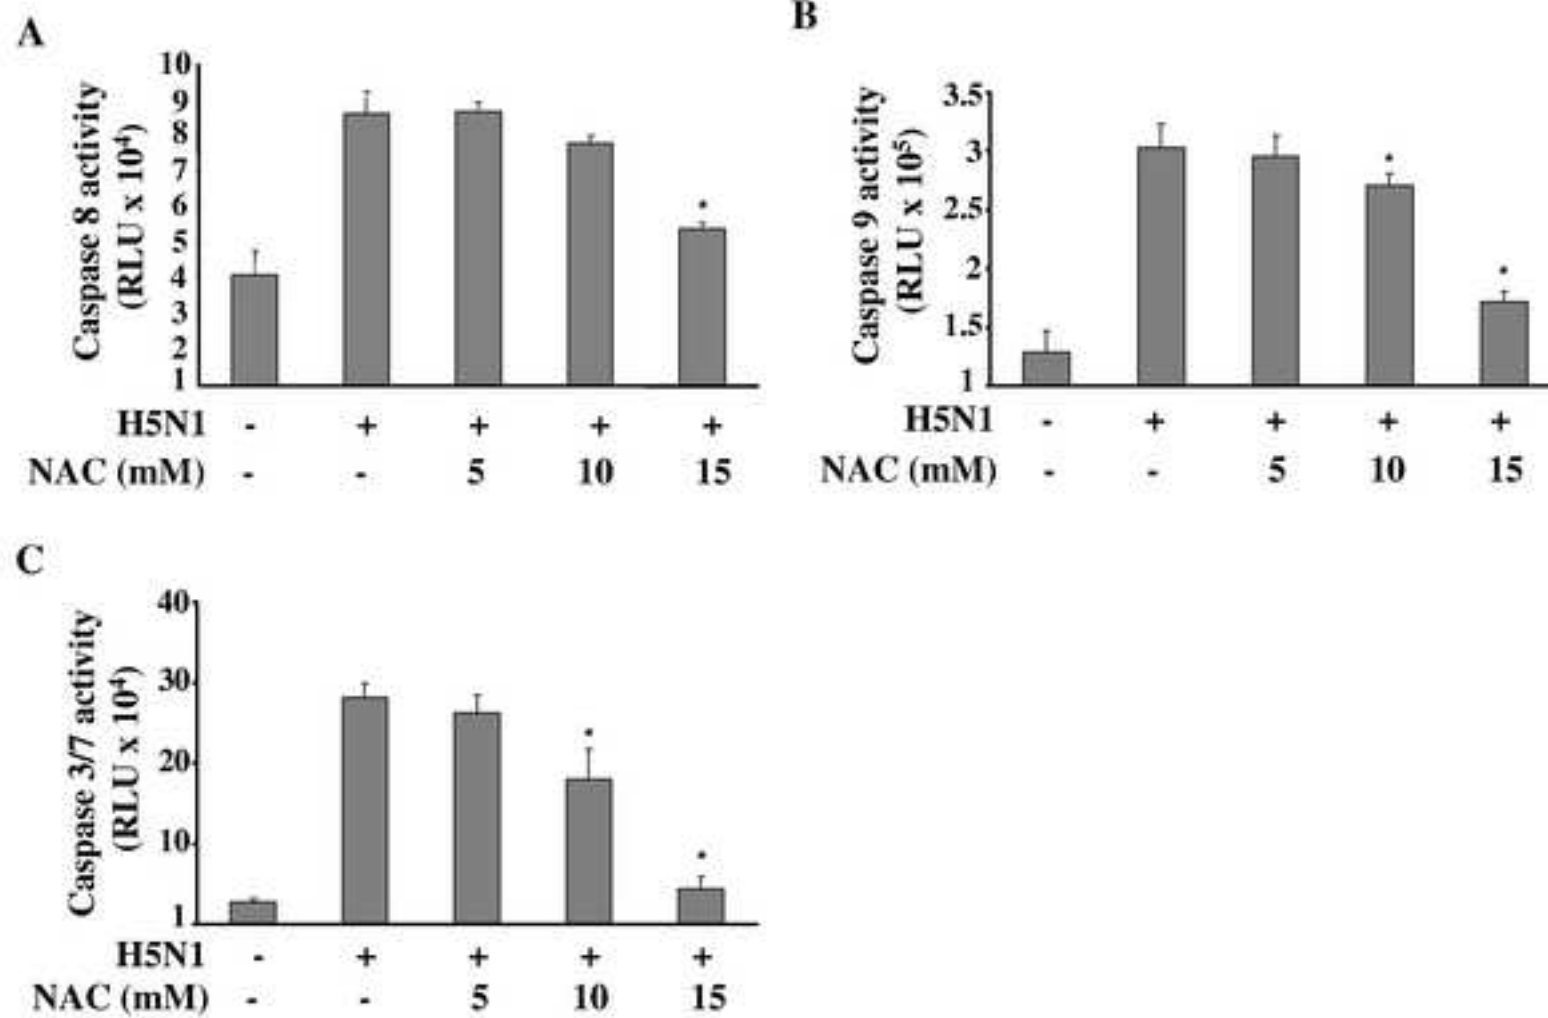 A
Caspase 8 activity
(RLU x 10⁴)
10
9
8
7
6
5
4
3
2
1
*
H5N1 - + + + +
NAC (mM) - - 5 10 15
B
Caspase 9 activity
(RLU x 10⁵)
3.5
3
2.5
2
1.5
1
*
*
H5N1 - + + + +
NAC (mM) - - 5 10 15
C
Caspase 3/7 activity
(RLU x 10⁴)
40
30
20
10
1
*
*
H5N1 - + + + +
NAC (mM) - - 5 10 15